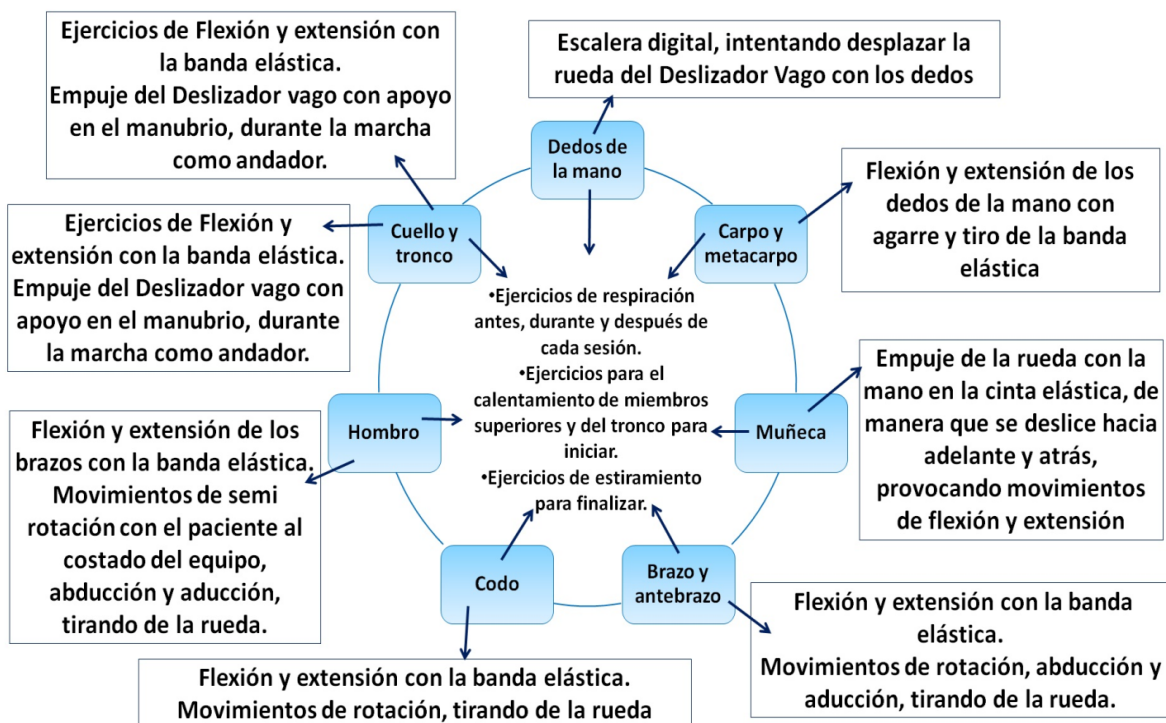 Ejercicios de Flexión y extensión con
la banda elástica.
Empuje del Deslizador vago con apoyo
en el manubrio, durante la marcha
como andador.
Escalera digital, intentando desplazar la
rueda del Deslizador Vago con los dedos
Dedos de
la mano
Flexión y extensión de los
dedos de la mano con
agarre y tiro de la banda
elástica
Carpo y
metacarpo
Cuello y
tronco
Ejercicios de Flexión y
extensión con la banda elástica.
Empuje del Deslizador vago con
apoyo en el manubrio, durante
la marcha como andador.
•Ejercicios de respiración
antes, durante y después de
cada sesión.
•Ejercicios para el
calentamiento de miembros
superiores y del tronco para
iniciar.
•Ejercicios de estiramiento
para finalizar.
Empuje de la rueda con la
mano en la cinta elástica, de
manera que se deslice hacia
adelante y atrás,
provocando movimientos
de flexión y extensión
Muñeca
Hombro
Flexión y extensión de los
brazos con la banda elástica.
Movimientos de semi
rotación con el paciente al
costado del equipo,
abducción y aducción,
tirando de la rueda.
Codo
Brazo y
antebrazo
Flexión y extensión con la banda
elástica.
Movimientos de rotación, abducción y
aducción, tirando de la rueda.
Flexión y extensión con la banda elástica.
Movimientos de rotación, tirando de la rueda